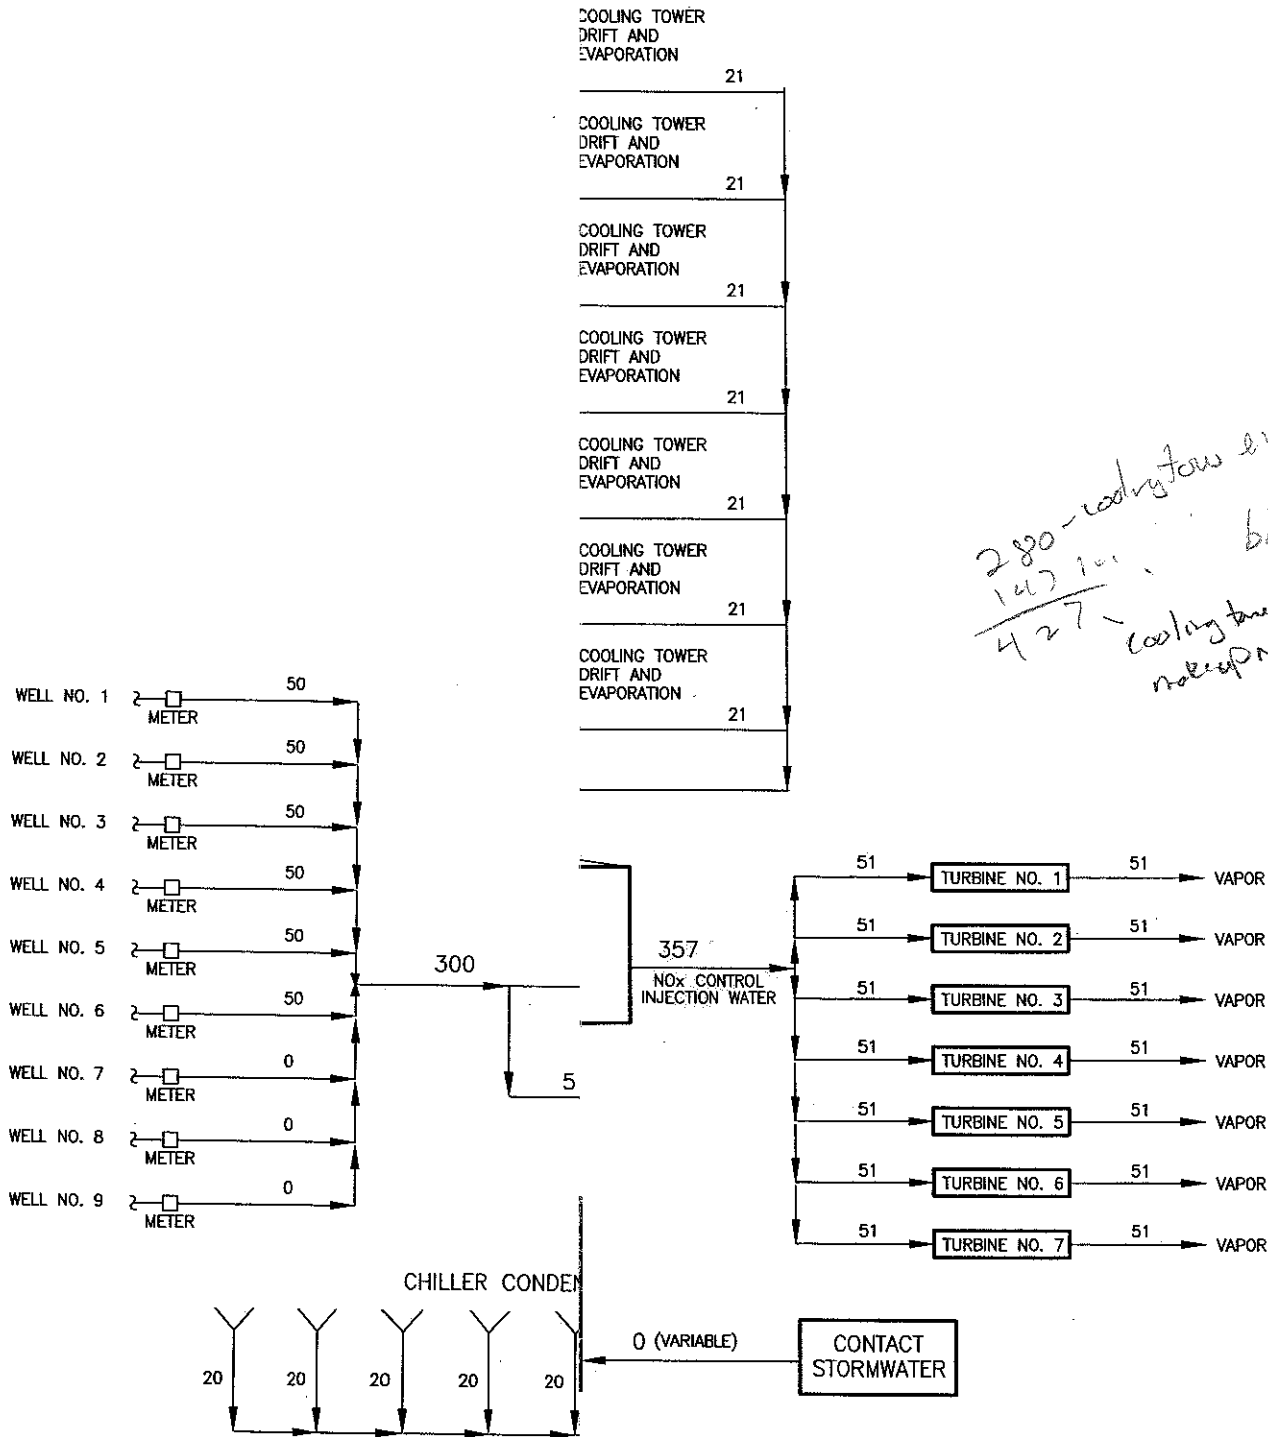 COOLING TOWER
DRIFT AND
EVAPORATION
21
COOLING TOWER
DRIFT AND
EVAPORATION
21
COOLING TOWER
DRIFT AND
EVAPORATION
21
COOLING TOWER
DRIFT AND
EVAPORATION
21
COOLING TOWER
DRIFT AND
EVAPORATION
21
COOLING TOWER
DRIFT AND
EVAPORATION
21
COOLING TOWER
DRIFT AND
EVAPORATION
21
280 -
427
cooling
WELL NO. 1
METER
50
WELL NO. 2
METER
50
WELL NO. 3
METER
50
WELL NO. 4
METER
50
WELL NO. 5
METER
50
WELL NO. 6
METER
50
WELL NO. 7
METER
0
WELL NO. 8
METER
0
WELL NO. 9
METER
0
300
5
357
NOx CONTROL
INJECTION WATER
51 TURBINE NO. 1 51 VAPOR
51 TURBINE NO. 2 51 VAPOR
51 TURBINE NO. 3 51 VAPOR
51 TURBINE NO. 4 51 VAPOR
51 TURBINE NO. 5 51 VAPOR
51 TURBINE NO. 6 51 VAPOR
51 TURBINE NO. 7 51 VAPOR
CHILLER CONDEN
20 20 20 20 20
0 (VARIABLE)
CONTACT
STORMWATER